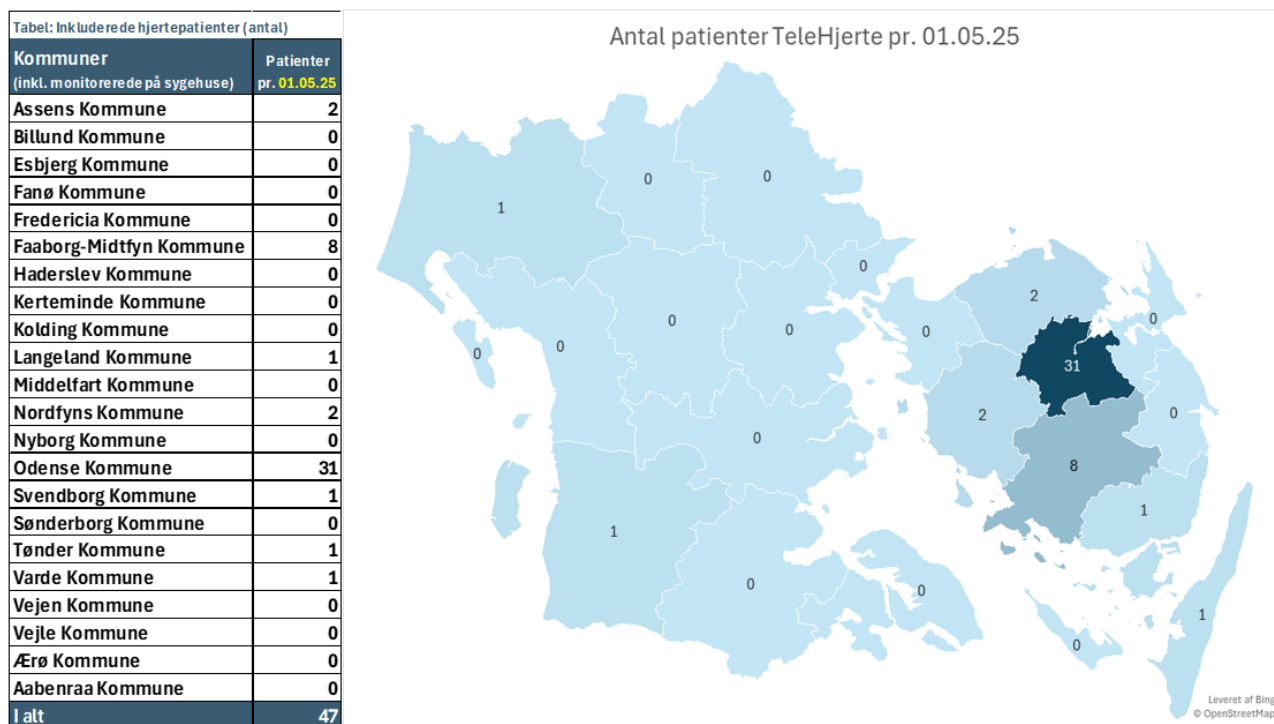 Tabel: Inkluderede hjertepatienter (antal)
Kommuner
(inkl. monitorerede på sygehuse)
Patienter
pr. 01.05.25
Assens Kommune 2
Billund Kommune 0
Esbjerg Kommune 0
Fanø Kommune 0
Fredericia Kommune 0
Faaborg-Midtfyn Kommune 8
Haderslev Kommune 0
Kerteminde Kommune 0
Kolding Kommune 0
Langeland Kommune 1
Middelfart Kommune 0
Nordfyns Kommune 2
Nyborg Kommune 0
Odense Kommune 31
Svendborg Kommune 1
Sønderborg Kommune 0
Tønder Kommune 1
Varde Kommune 1
Vejen Kommune 0
Vejle Kommune 0
Ærø Kommune 0
Aabenraa Kommune 0
I alt 47
Antal patienter TeleHjerte pr. 01.05.25
0
0
1
0
2
0
0
0
0
0
0
31
2
0
0
8
1
1
0
0
1
0
Leveret af Bing
© OpenStreetMap